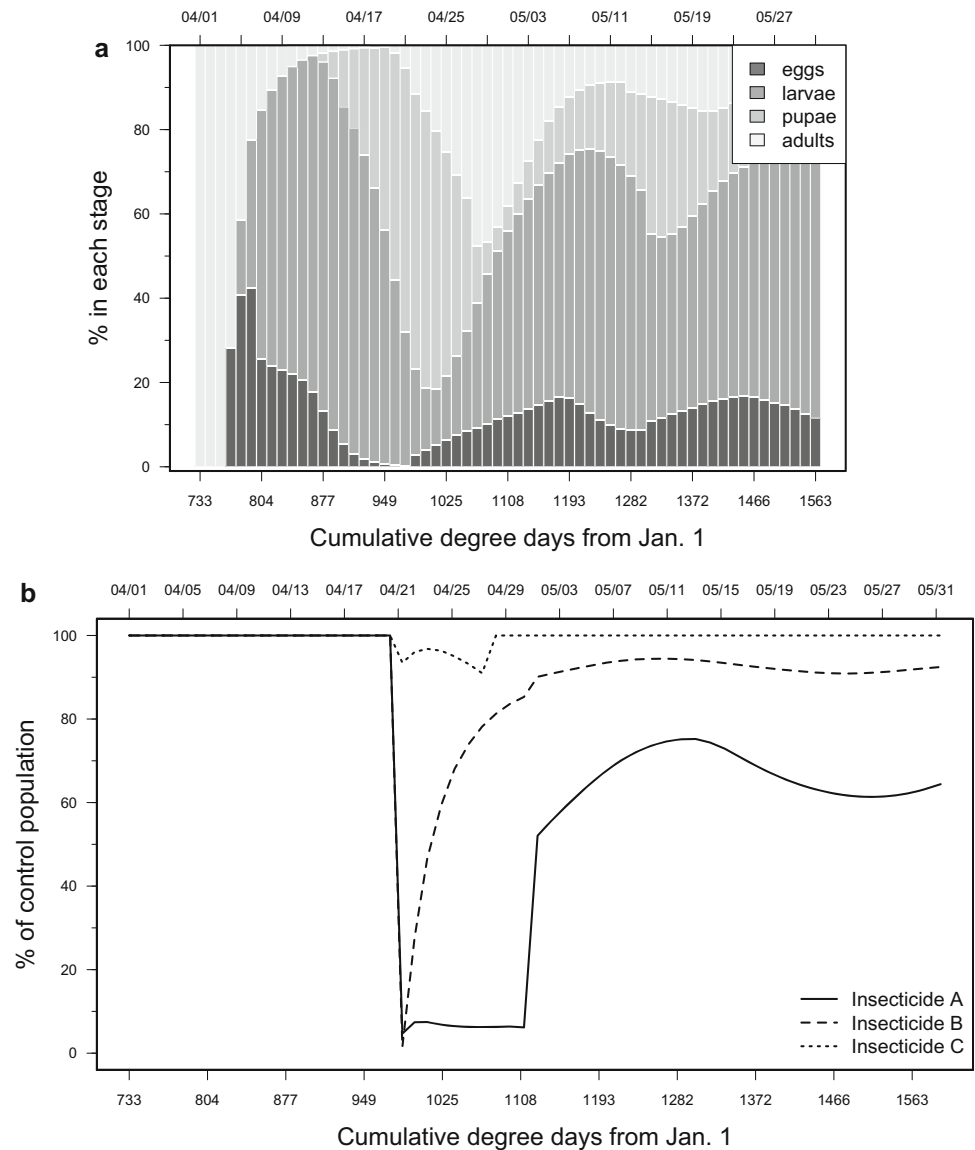 04/01 04/09 04/17 04/25 05/03 05/11 05/19 05/27
a
100
80
60
40
20
0
% in each stage
eggs
larvae
pupae
adults
733 804 877 949 1025 1108 1193 1282 1372 1466 1563
Cumulative degree days from Jan. 1
b
04/01 04/05 04/09 04/13 04/17 04/21 04/25 04/29 05/03 05/07 05/11 05/15 05/19 05/23 05/27 05/31
100
80
60
40
20
0
% of control population
Insecticide A
Insecticide B
Insecticide C
733 804 877 949 1025 1108 1193 1282 1372 1466 1563
Cumulative degree days from Jan. 1